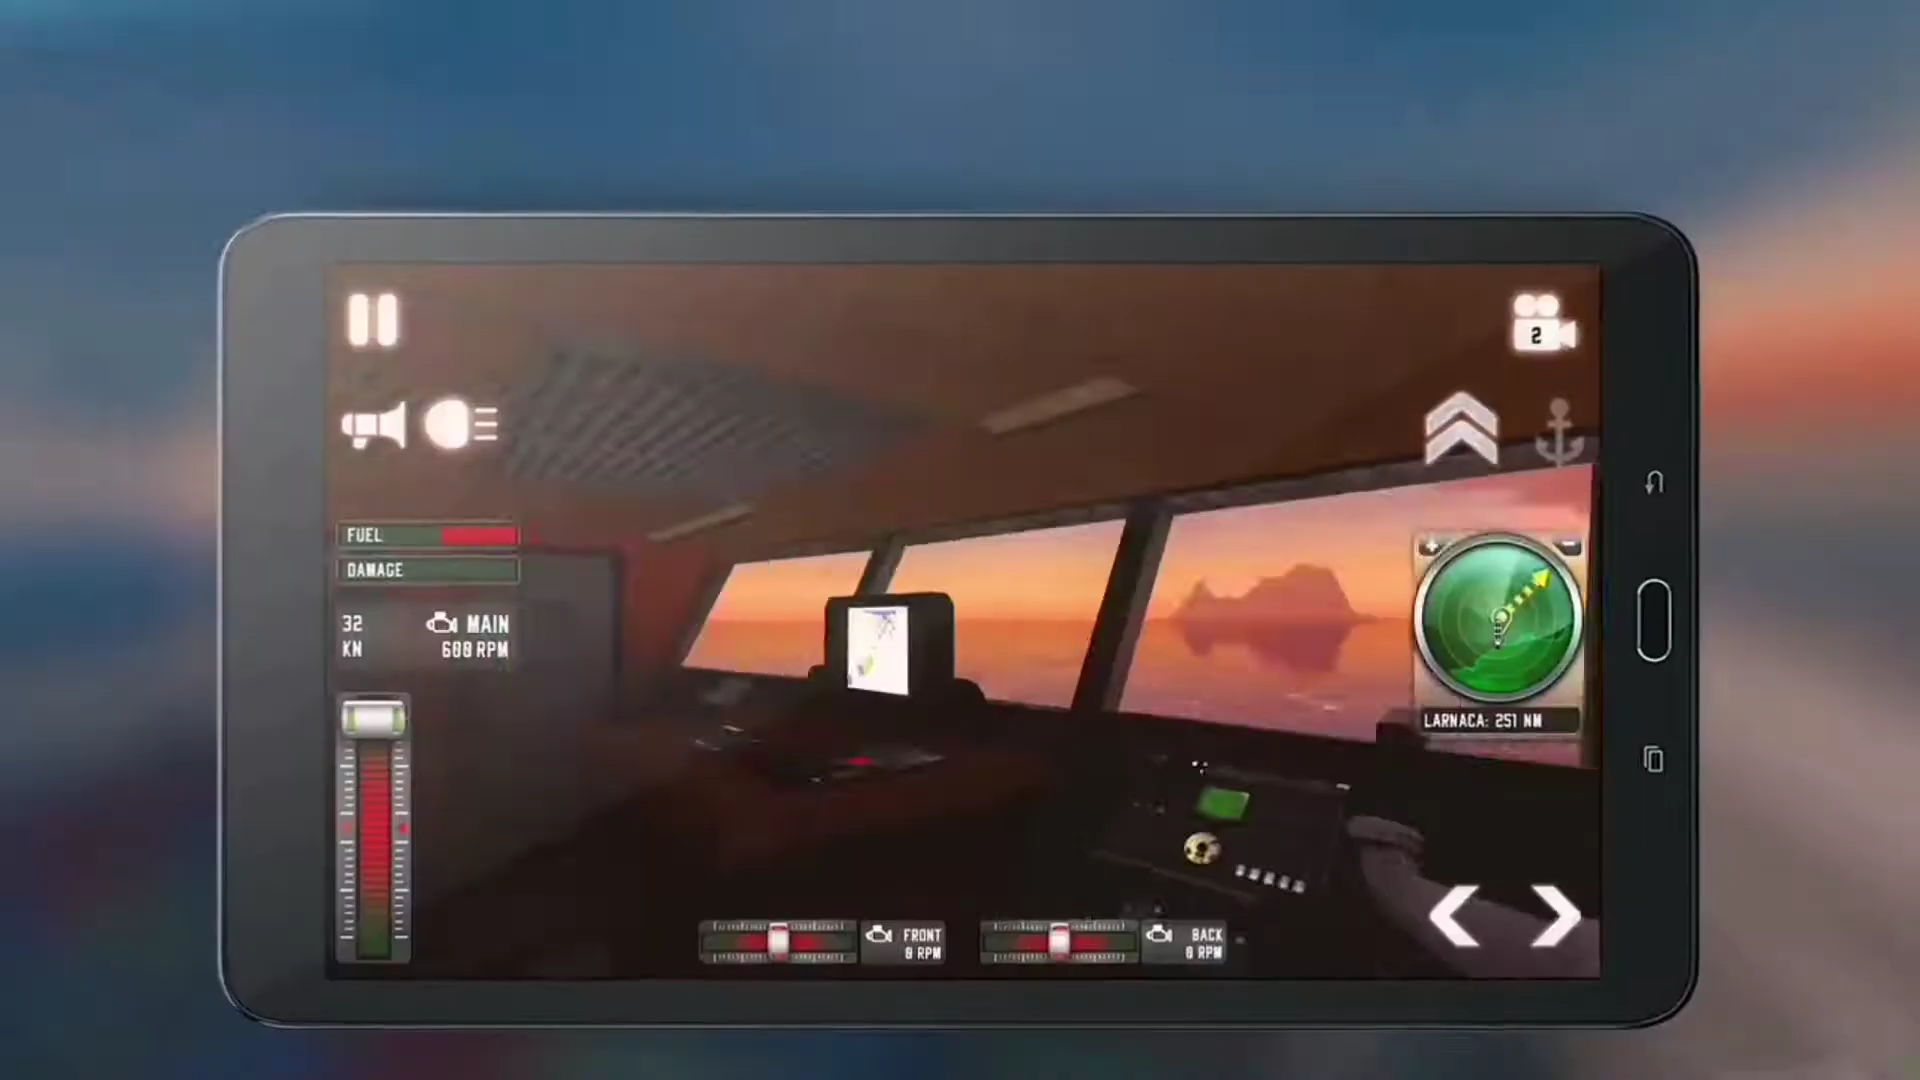 2
FUEL
DAMAGE
32
KN
MAIN
600 RPM
LARNACA: 251 NM
FRONT
0 RPM
BACK
0 RPM